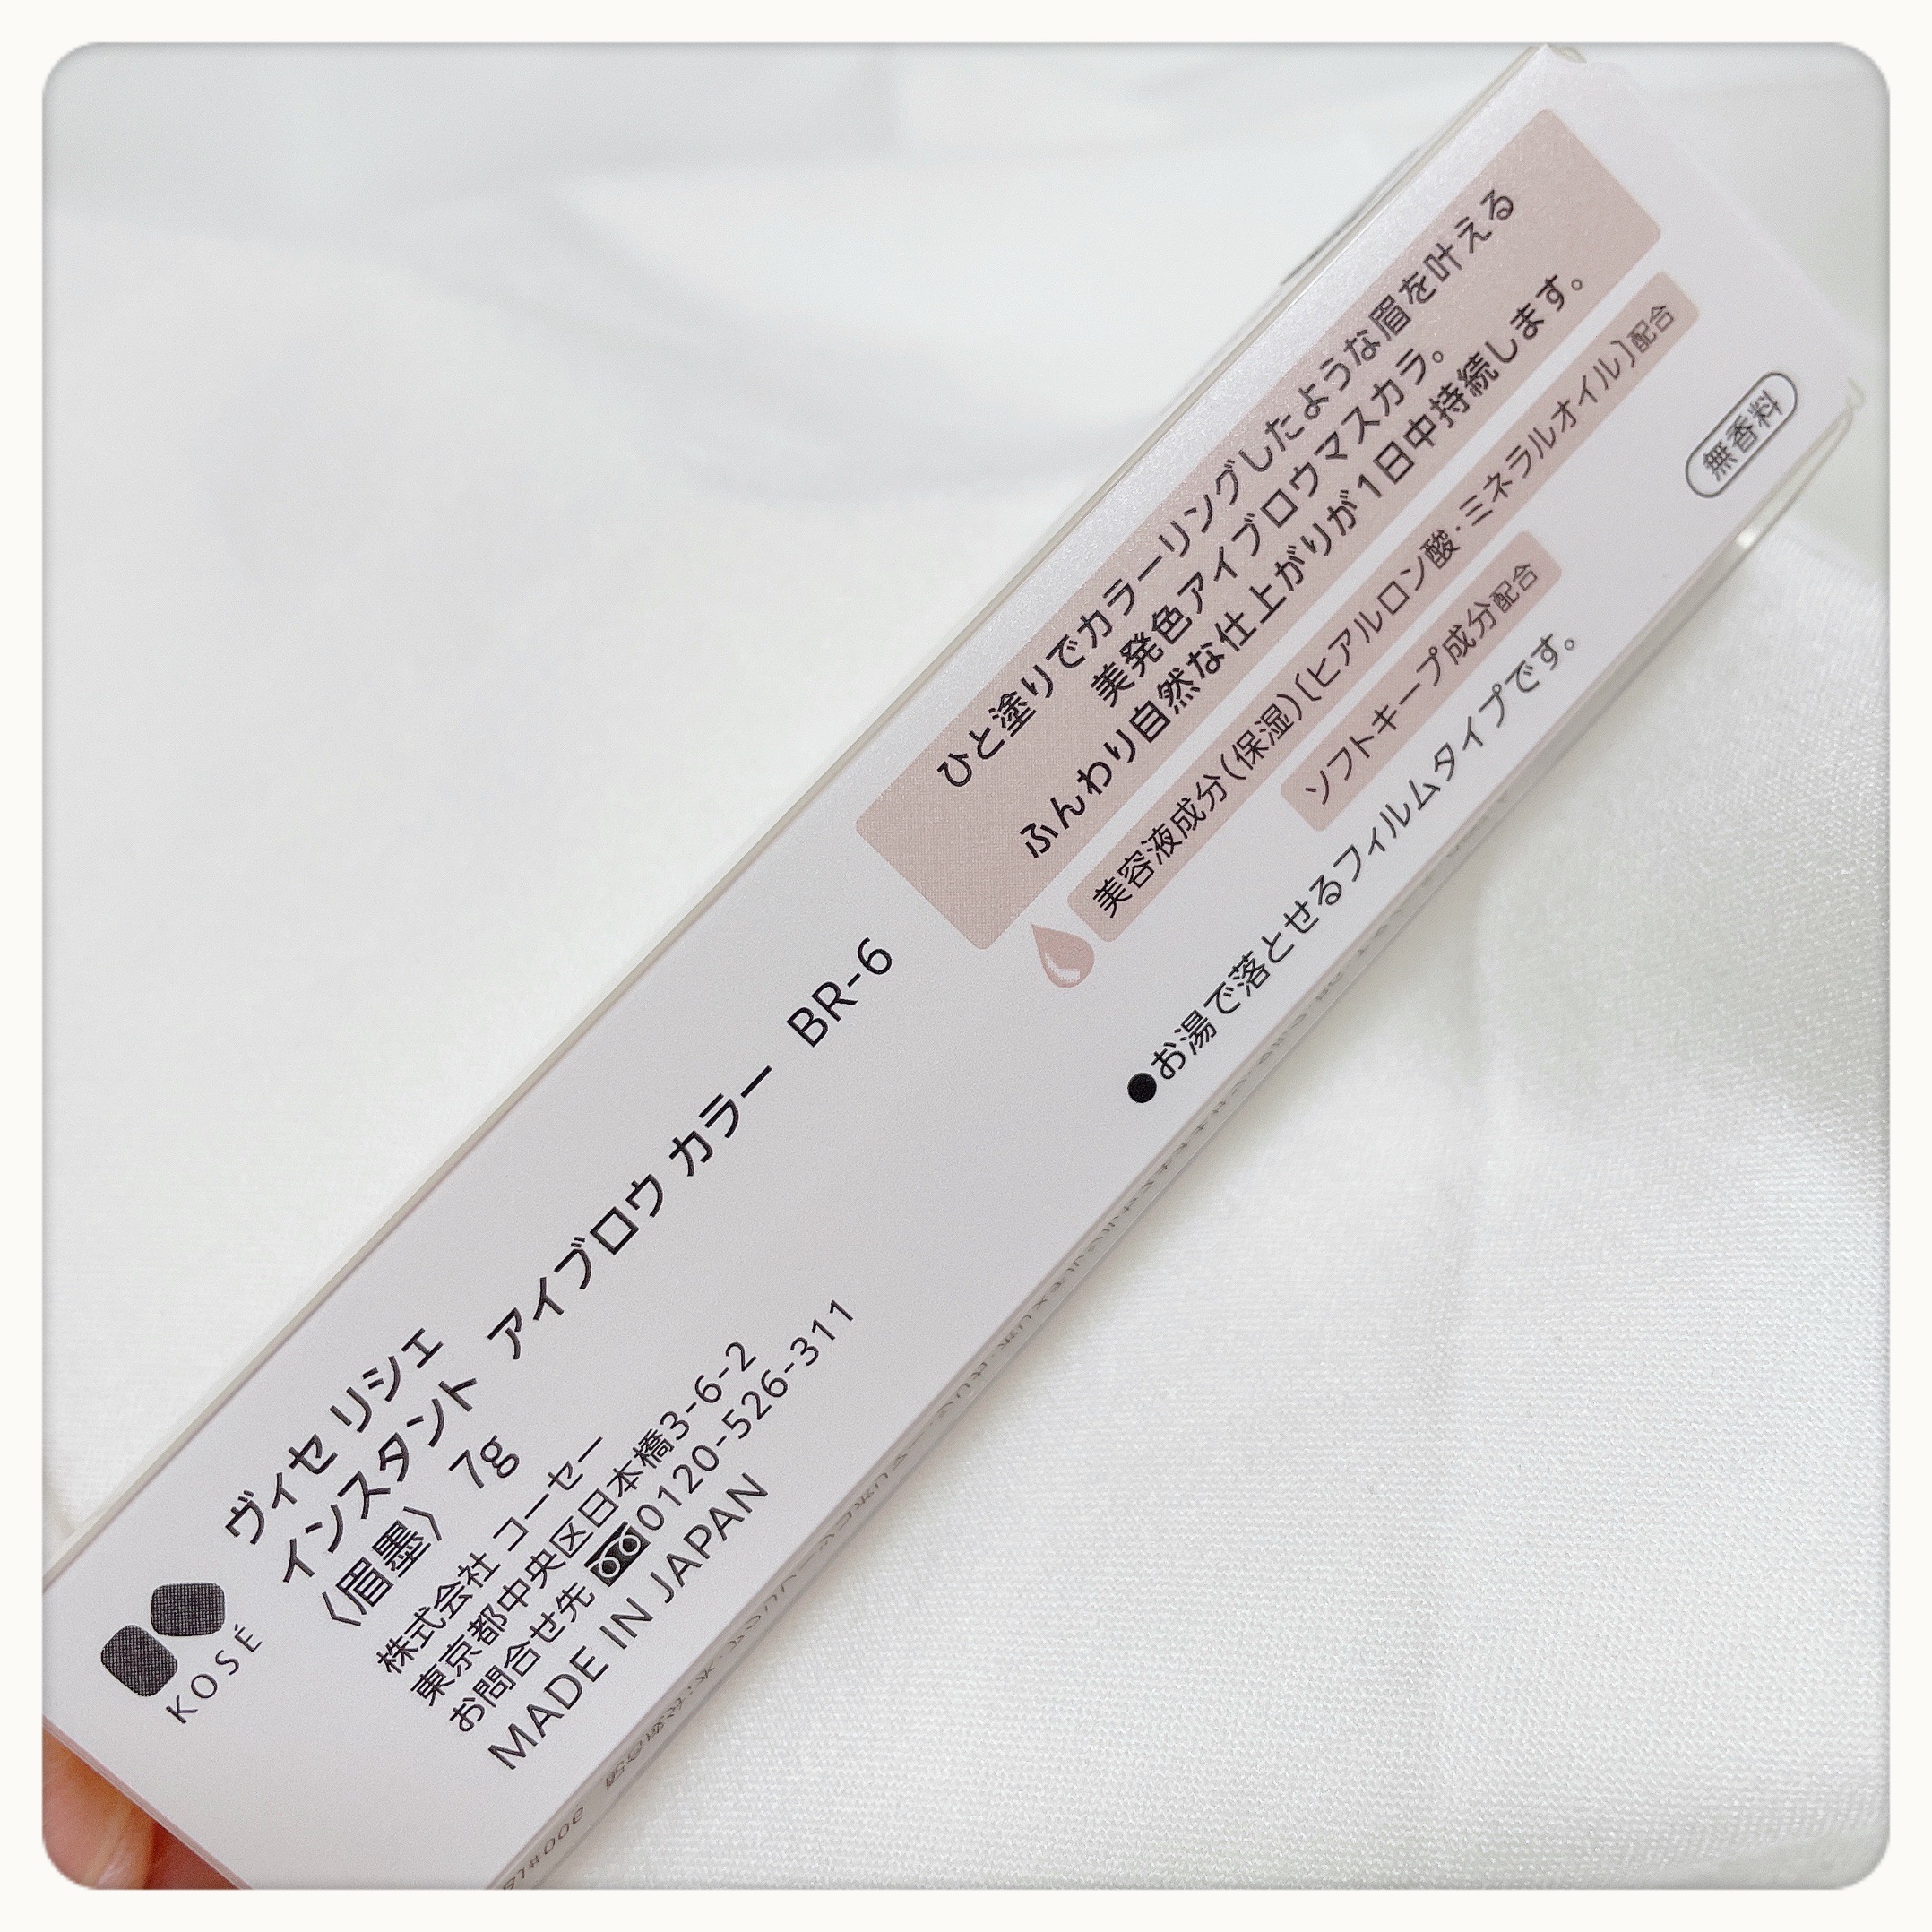 ひと塗りでカラーリングしたような眉を叶える
美発色アイブロウマスカラ。
ふんわり自然な仕上がりが1日中持続します。
美容液成分(保湿)〔ヒアルロン酸・ミネラルオイル〕配合
ソフトキープ成分配合
●お湯で落とせるフィルムタイプです。
無香料
KOSÉ
ヴィセ リシェ
インスタント アイブロウ カラー BR-6
〈眉墨〉 7g
株式会社 コーセー
東京都中央区日本橋3-6-2
お問合せ先 0120-526-311
MADE IN JAPAN